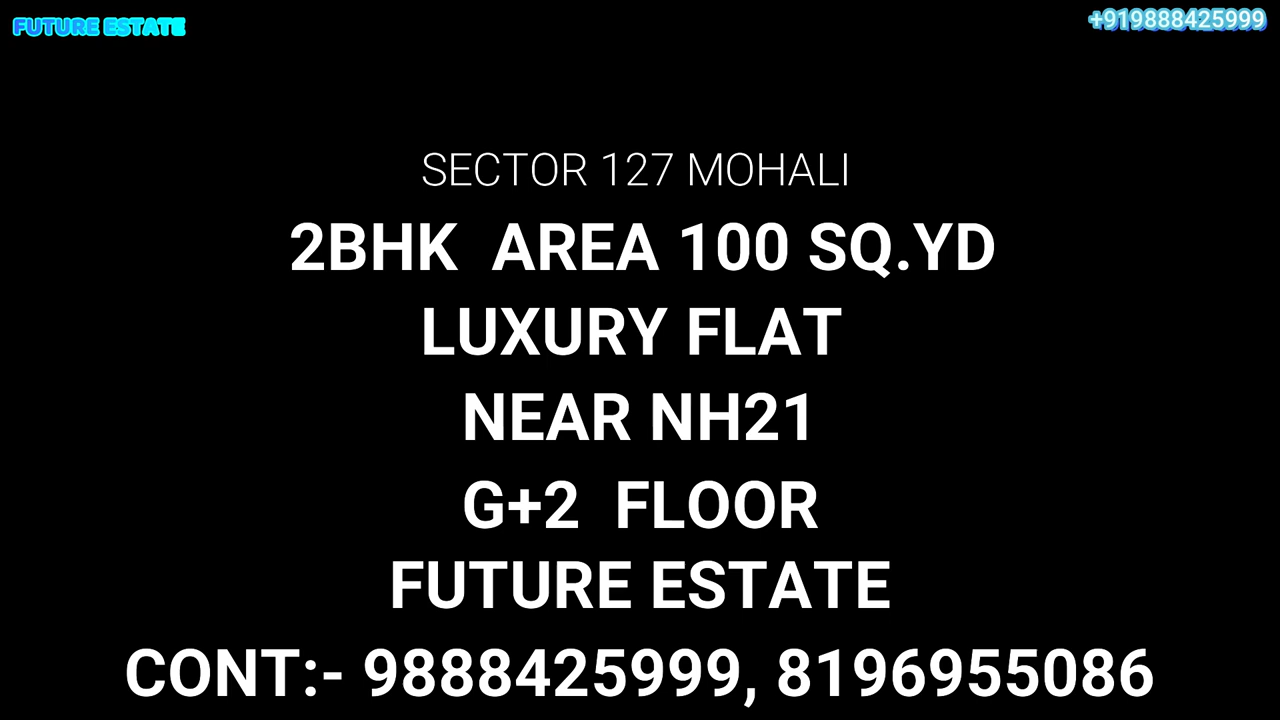 FUTURE ESTATE
+919888425999
SECTOR 127 MOHALI
2BHK  AREA 100 SQ.YD
LUXURY FLAT
NEAR NH21
G+2  FLOOR
FUTURE ESTATE
CONT:- 9888425999, 8196955086